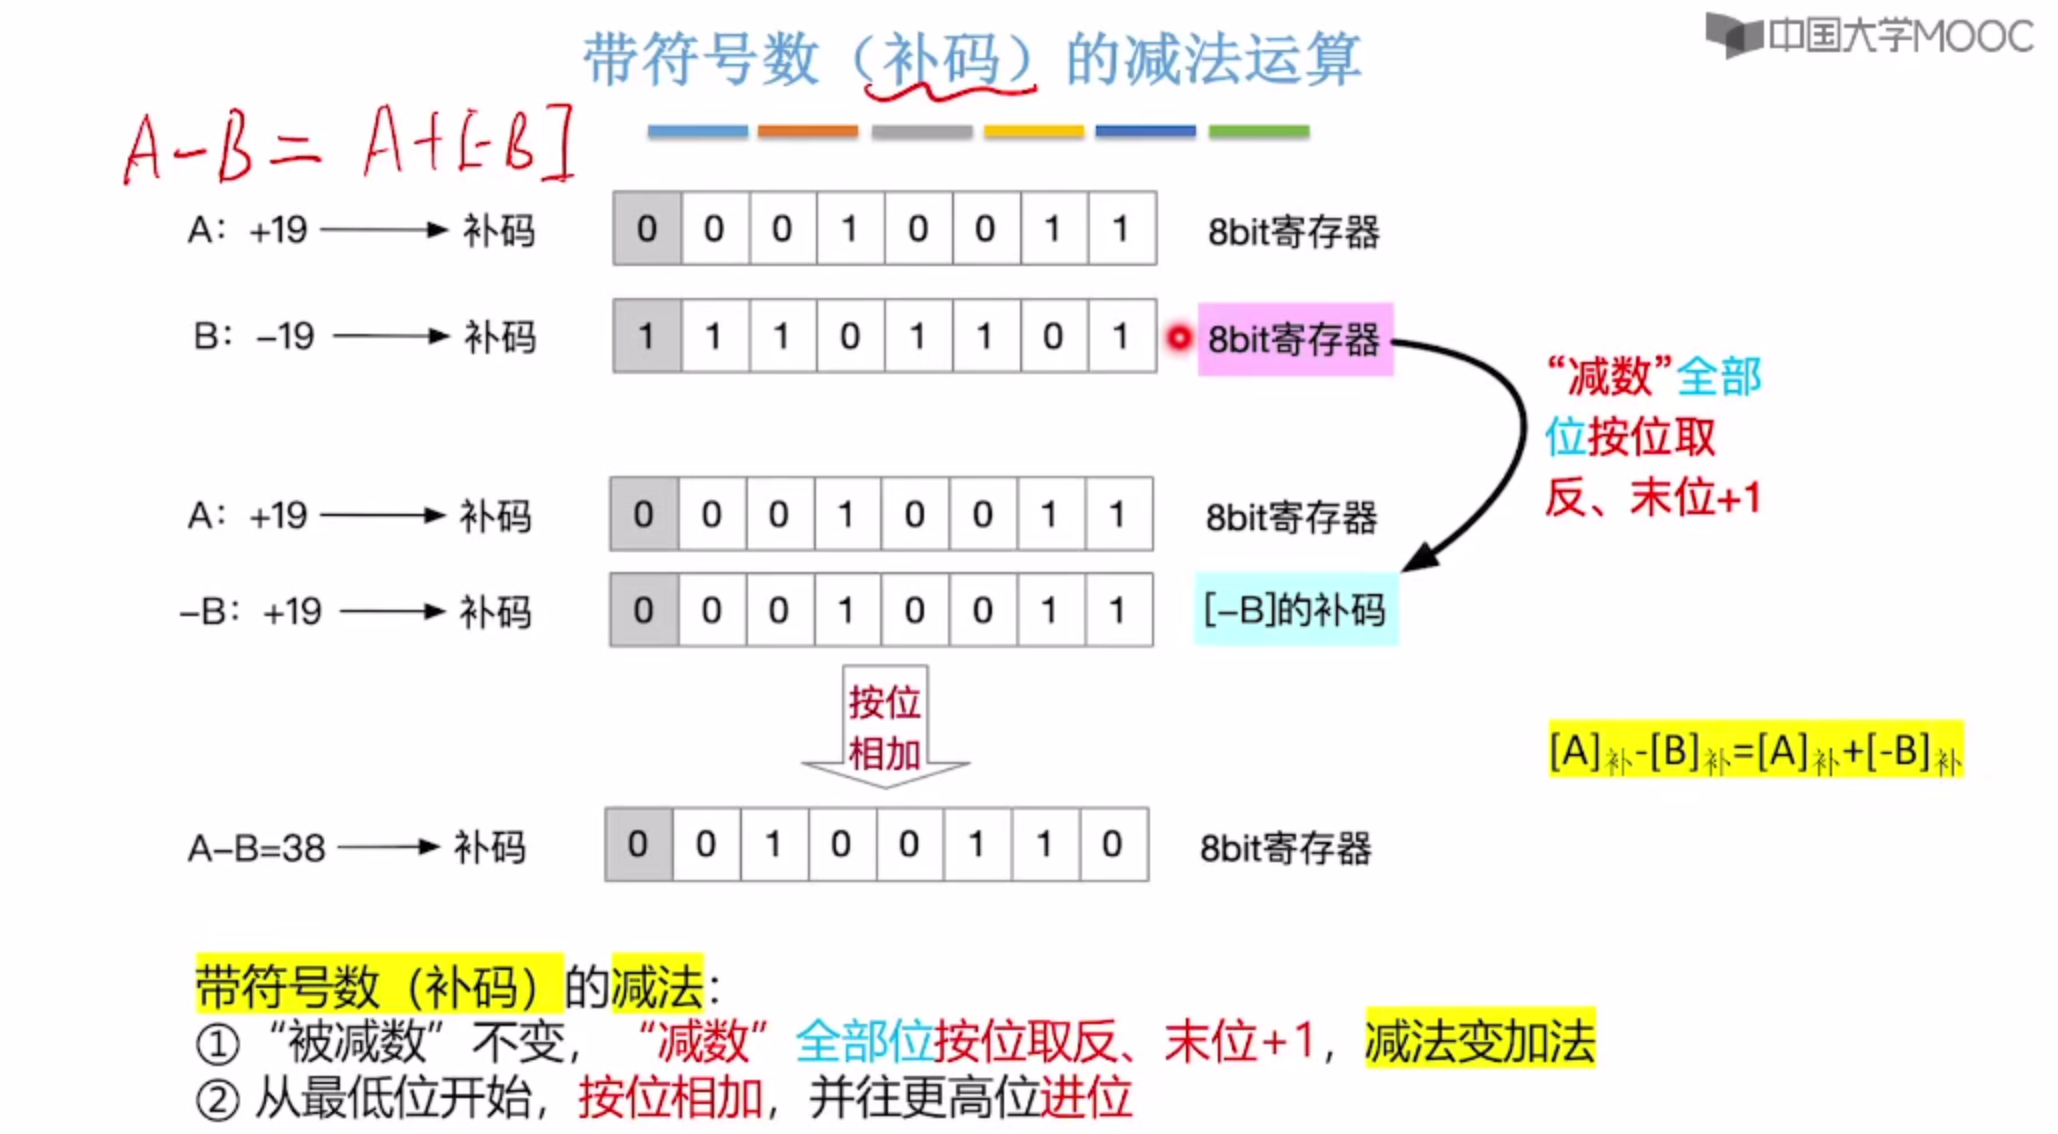 中国大学MOOC
带符号数（补码）的减法运算
A-B= A+[-B]
A：+19 补码 0 0 0 1 0 0 1 1 8bit寄存器
B：-19 补码 1 1 1 0 1 1 0 1 8bit寄存器
“减数”全部
位按位取
反、末位+1
A：+19 补码 0 0 0 1 0 0 1 1 8bit寄存器
-B：+19 补码 0 0 0 1 0 0 1 1 [-B]的补码
按位
相加
[A]补-[B]补=[A]补+[-B]补
A-B=38 补码 0 0 1 0 0 1 1 0 8bit寄存器
带符号数（补码）的减法：
① “被减数”不变，“减数”全部位按位取反、末位+1，减法变加法
② 从最低位开始，按位相加，并往更高位进位